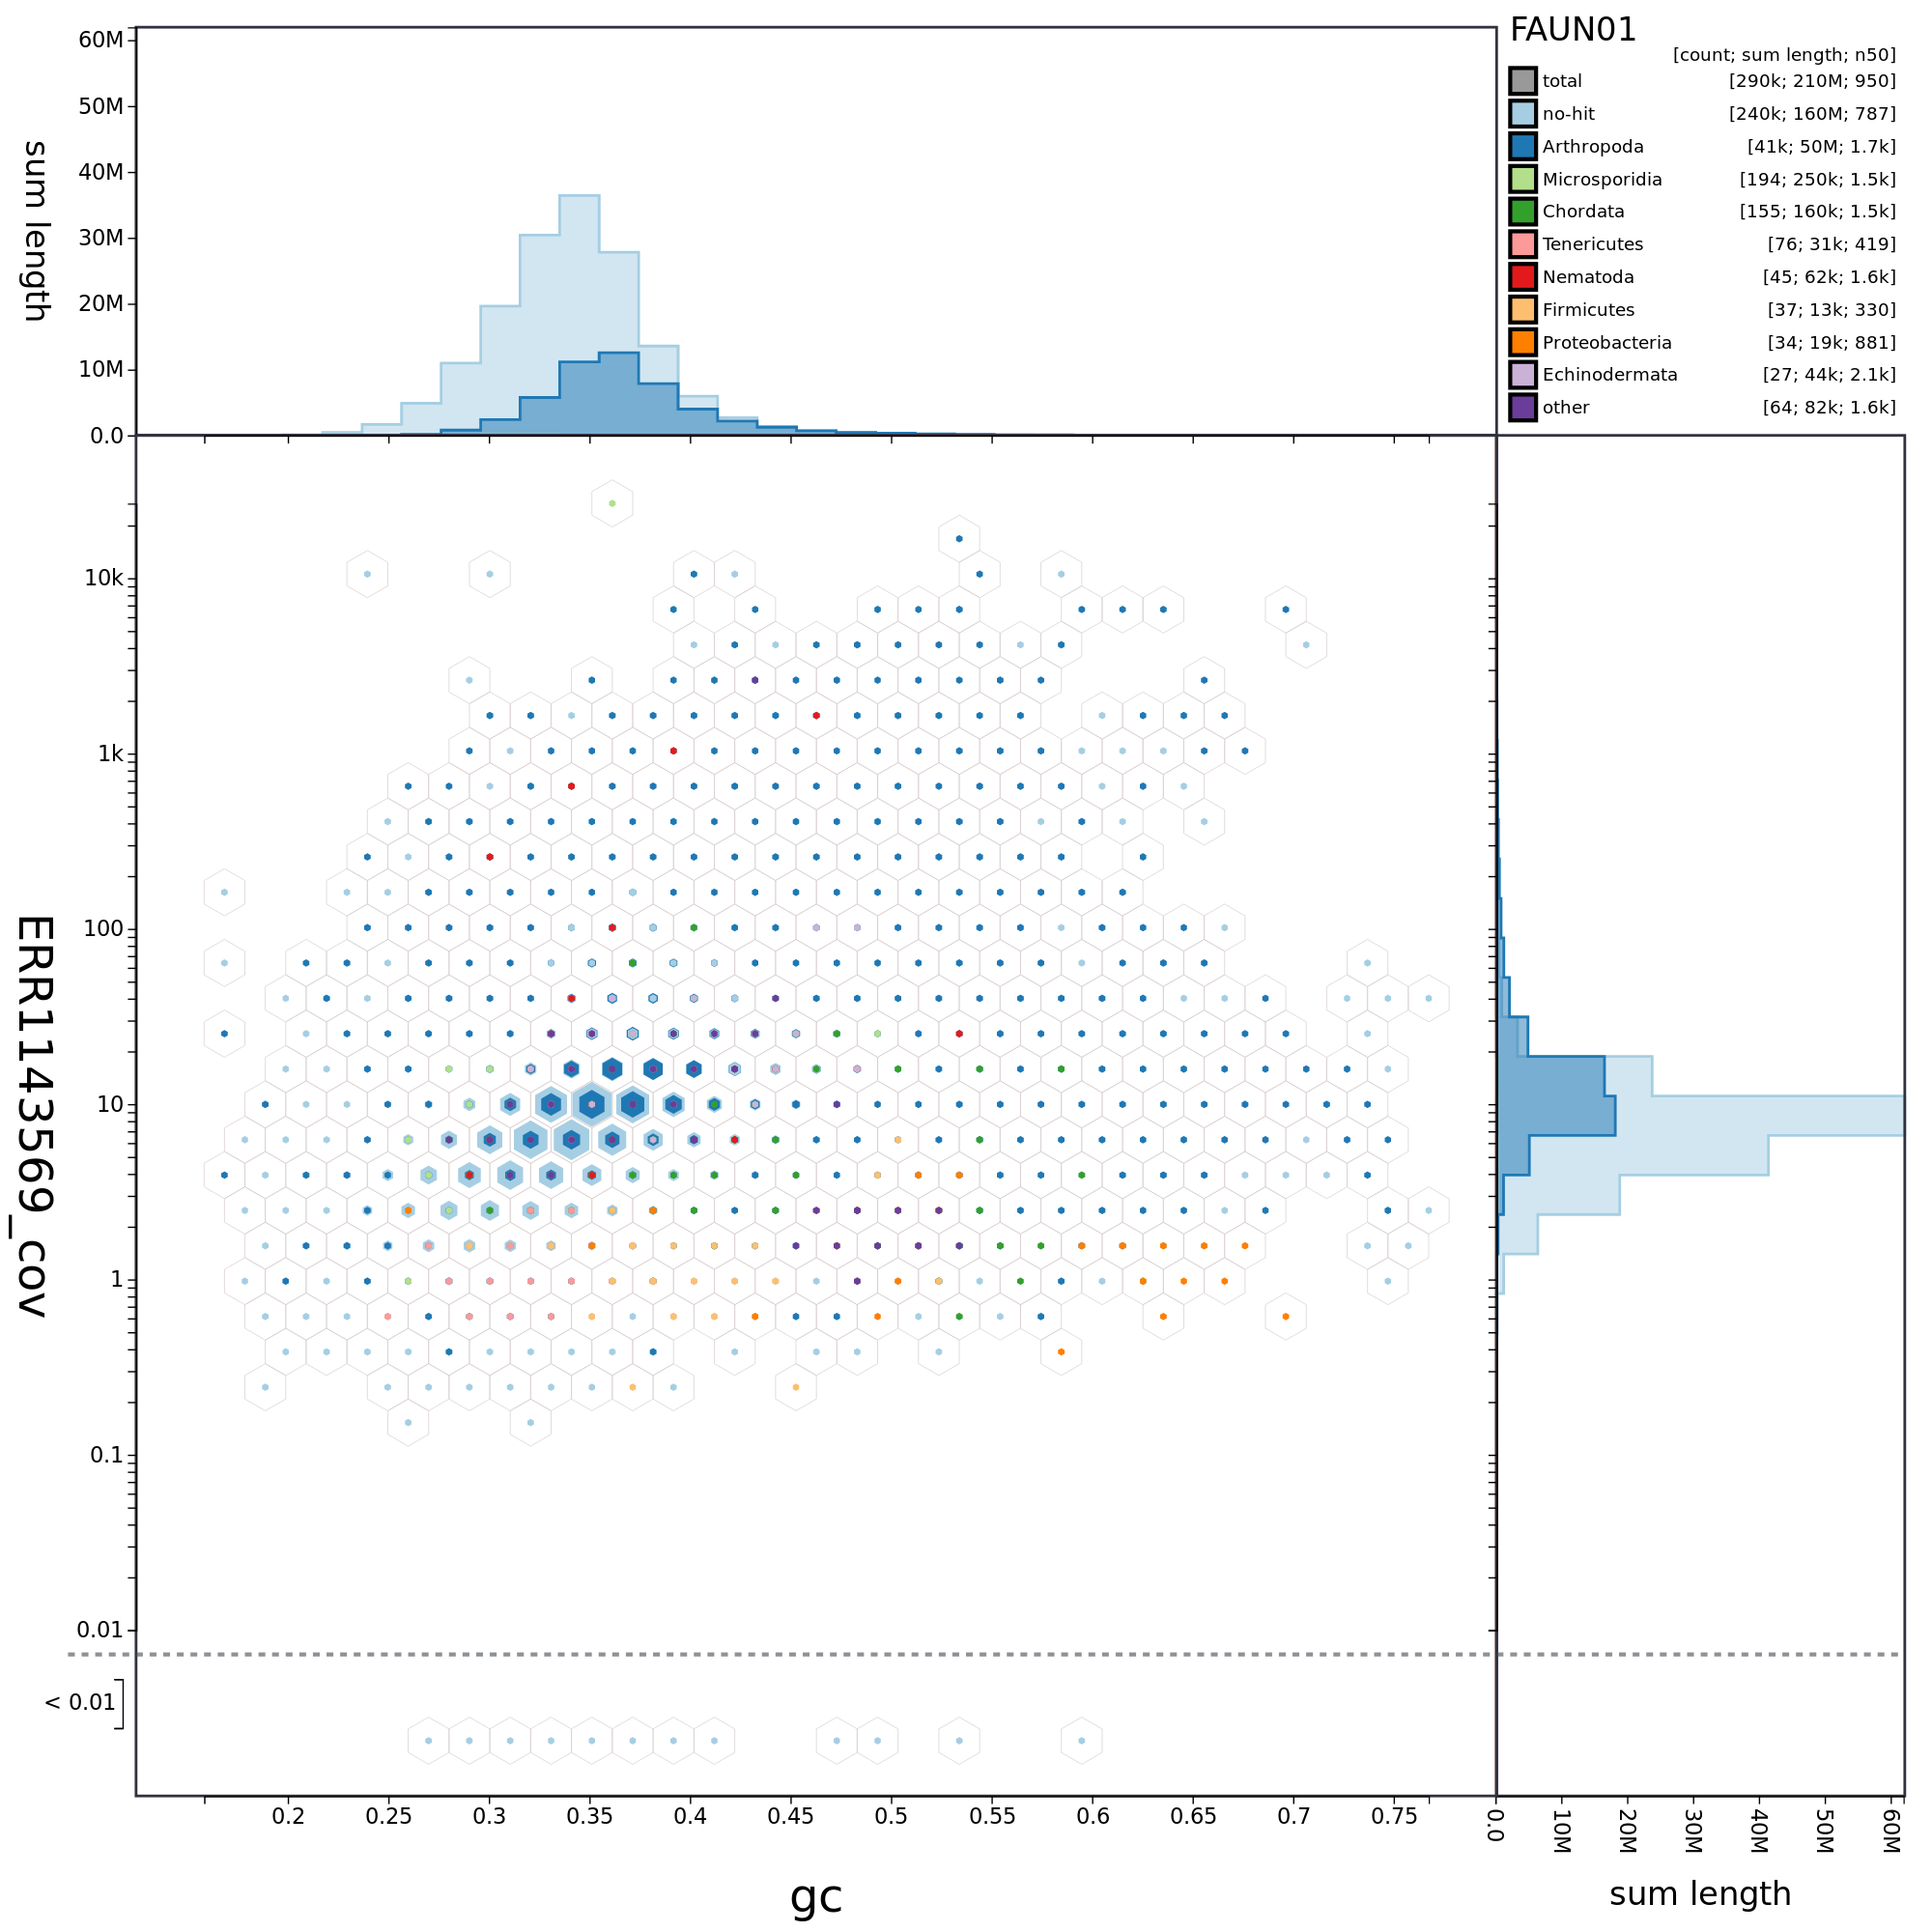 FAUN01
[count; sum length; n50]
total [290k; 210M; 950]
no-hit [240k; 160M; 787]
Arthropoda [41k; 50M; 1.7k]
Microsporidia [194; 250k; 1.5k]
Chordata [155; 160k; 1.5k]
Tenericutes [76; 31k; 419]
Nematoda [45; 62k; 1.6k]
Firmicutes [37; 13k; 330]
Proteobacteria [34; 19k; 881]
Echinodermata [27; 44k; 2.1k]
other [64; 82k; 1.6k]
60M
50M
40M
30M
20M
10M
0.0
sum length
10k
1k
100
10
1
0.1
0.01
< 0.01
ERR1143569_cov
0.2 0.25 0.3 0.35 0.4 0.45 0.5 0.55 0.6 0.65 0.7 0.75
gc
0.0 10M 20M 30M 40M 50M 60M
sum length